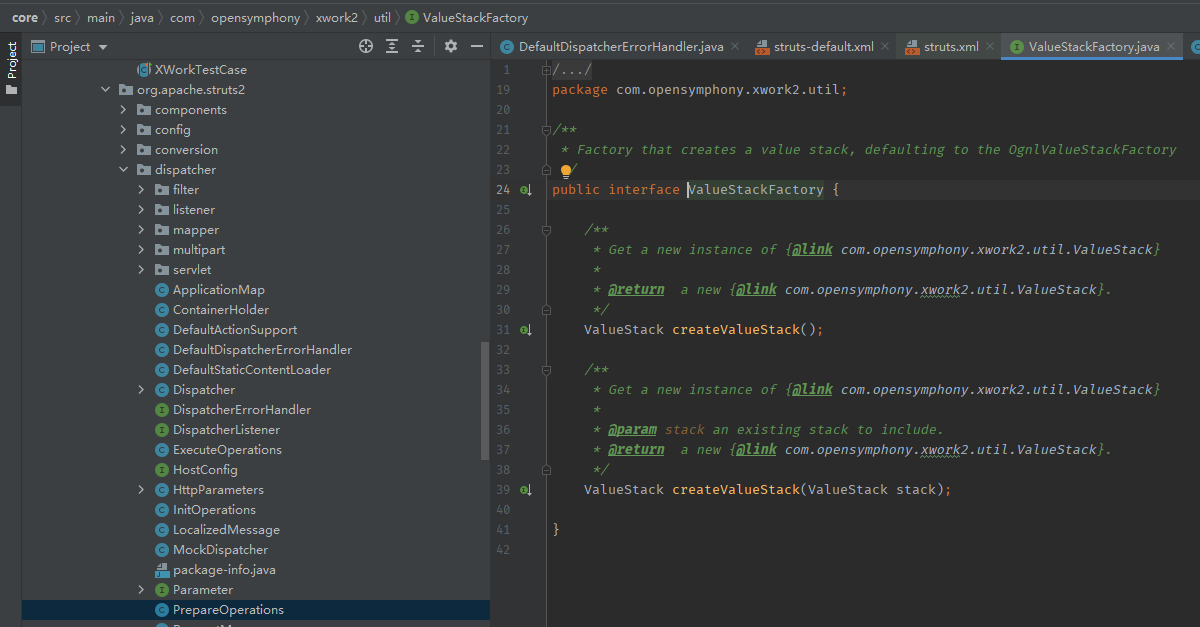 core › src › main › java › com › opensymphony › xwork2 › util › ValueStackFactory
Project
Project
DefaultDispatcherErrorHandler.java
struts-default.xml
struts.xml
ValueStackFactory.java
XWorkTestCase
org.apache.struts2
components
config
conversion
dispatcher
filter
listener
mapper
multipart
servlet
ApplicationMap
ContainerHolder
DefaultActionSupport
DefaultDispatcherErrorHandler
DefaultStaticContentLoader
Dispatcher
DispatcherErrorHandler
DispatcherListener
ExecuteOperations
HostConfig
HttpParameters
InitOperations
LocalizedMessage
MockDispatcher
package-info.java
Parameter
PrepareOperations
1 /.../
19 package com.opensymphony.xwork2.util;
20
21 /**
22 * Factory that creates a value stack, defaulting to the OgnlValueStackFactory
23 /
24 public interface ValueStackFactory {
25
26 /**
27 * Get a new instance of {@link com.opensymphony.xwork2.util.ValueStack}
28 *
29 * @return a new {@link com.opensymphony.xwork2.util.ValueStack}.
30 */
31 ValueStack createValueStack();
32
33 /**
34 * Get a new instance of {@link com.opensymphony.xwork2.util.ValueStack}
35 *
36 * @param stack an existing stack to include.
37 * @return a new {@link com.opensymphony.xwork2.util.ValueStack}.
38 */
39 ValueStack createValueStack(ValueStack stack);
40
41 }
42